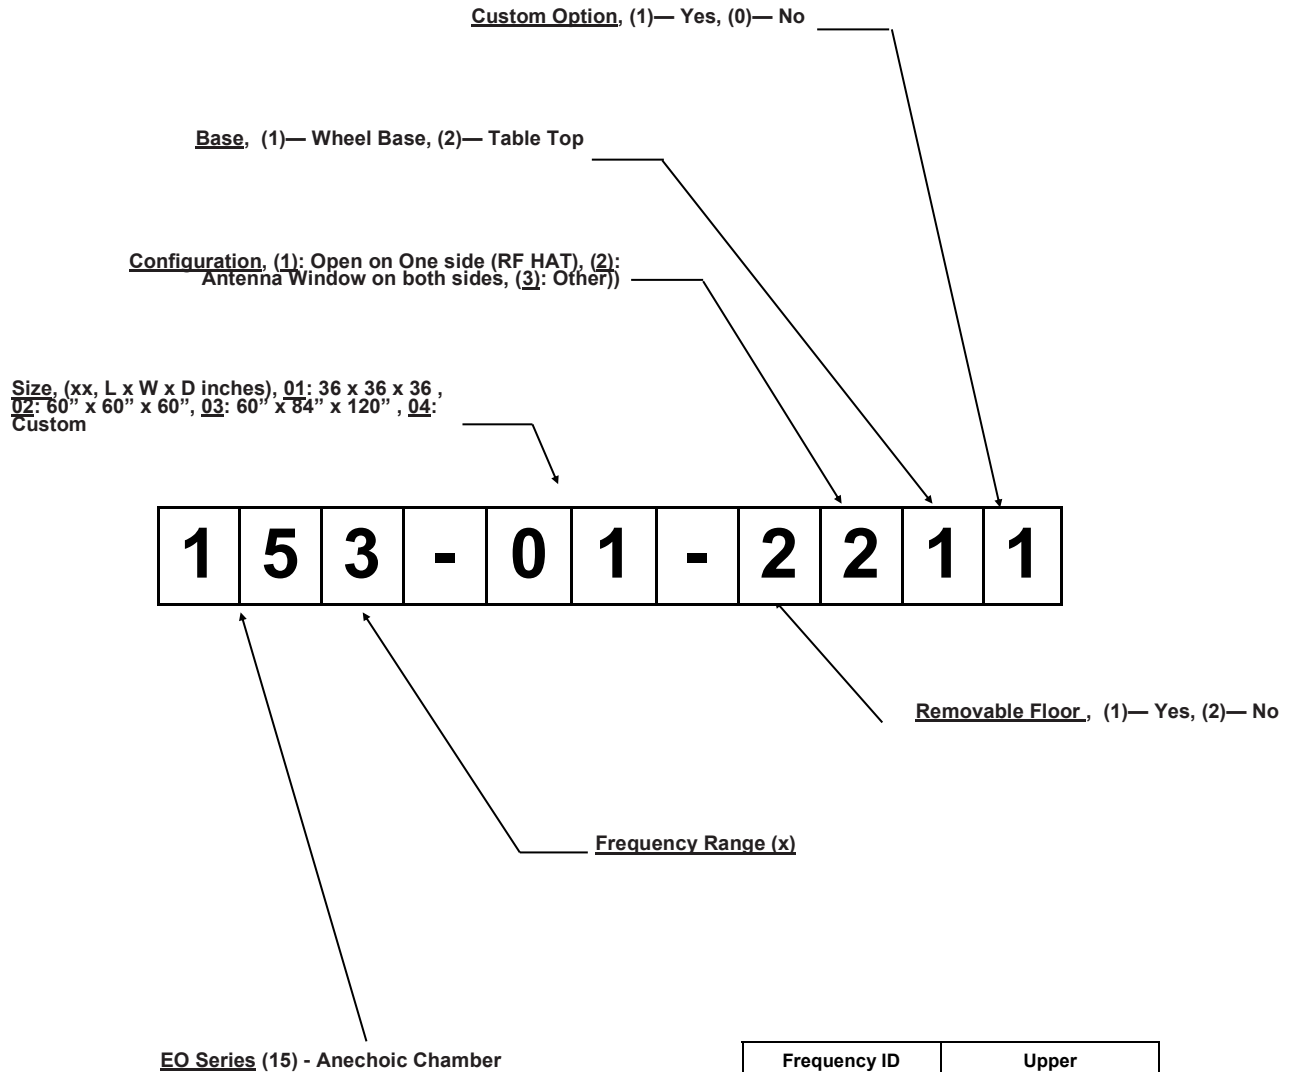 Custom Option, (1)— Yes, (0)— No
Base,  (1)— Wheel Base, (2)— Table Top
Configuration, (1): Open on One side (RF HAT), (2):
Antenna Window on both sides, (3): Other))
Size, (xx, L x W x D inches), 01: 36 x 36 x 36 ,
02: 60” x 60”x 60”, 03: 60” x 84” x 120” , 04:
Custom
1 5 3 - 0 1 - 2 2 1 1
Removable Floor ,  (1)— Yes, (2)— No
Frequency Range (x)
EO Series (15) - Anechoic Chamber
Frequency ID Upper